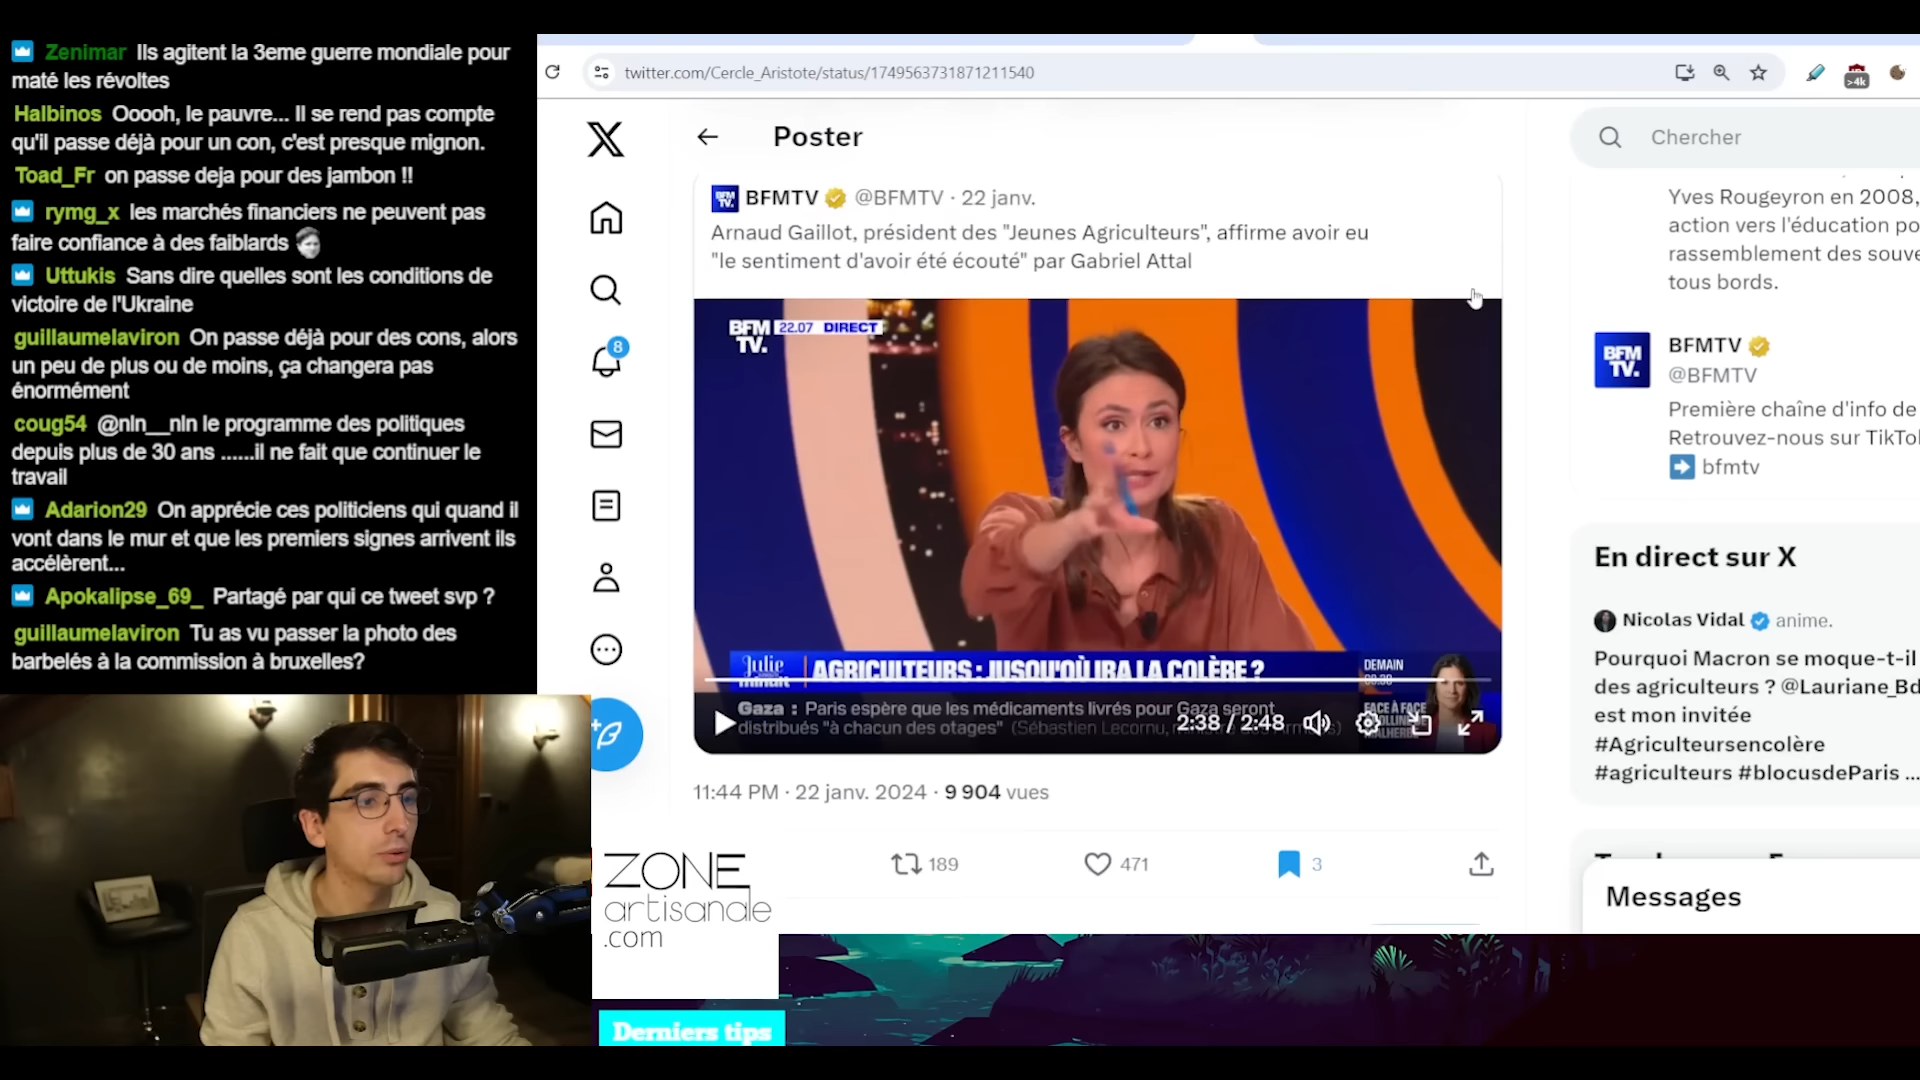 Zenimar Ils agitent la 3eme guerre mondiale pour
maté les révoltes
Halbinos Ooooh, le pauvre... Il se rend pas compte
qu'il passe déjà pour un con, c'est presque mignon.
Toad_Fr on passe deja pour des jambon !!
rymg_x les marchés financiers ne peuvent pas
faire confiance à des faiblards
Uttukis Sans dire quelles sont les conditions de
victoire de l'Ukraine
guillaumelaviron On passe déjà pour des cons, alors
un peu de plus ou de moins, ça changera pas
énormément
coug54 @nln__nln le programme des politiques
depuis plus de 30 ans ......il ne fait que continuer le
travail
Adarion29 On apprécie ces politiciens qui quand il
vont dans le mur et que les premiers signes arrivent ils
accélèrent...
Apokalipse_69_ Partagé par qui ce tweet svp ?
guillaumelaviron Tu as vu passer la photo des
barbelés à la commission à bruxelles?
twitter.com/Cercle_Aristote/status/1749563731871211540
>4k
8
Poster
BFMTV @BFMTV · 22 janv.
Arnaud Gaillot, président des "Jeunes Agriculteurs", affirme avoir eu
"le sentiment d'avoir été écouté" par Gabriel Attal
BFM TV. 22.07 DIRECT
Julie
minuit
AGRICULTEURS : JUSQU'OÙ IRA LA COLÈRE ?
DEMAIN
FACE À FACE
Gaza : Paris espère que les médicaments livrés pour Gaza seront
distribués "à chacun des otages" (Sébastien Lecornu,
2:38 / 2:48
11:44 PM · 22 janv. 2024 · 9 904 vues
189
471
3
Chercher
Yves Rougeyron en 2008,
action vers l'éducation po
rassemblement des souve
tous bords.
BFM TV.
BFMTV
@BFMTV
Première chaîne d'info de
Retrouvez-nous sur TikTo
bfmtv
En direct sur X
Nicolas Vidal anime.
Pourquoi Macron se moque-t-il
des agriculteurs ? @Lauriane_Bd
est mon invitée
#Agriculteursencolère
#agriculteurs #blocusdeParis ...
Messages
ZONE
artisanale
.com
Derniers tips